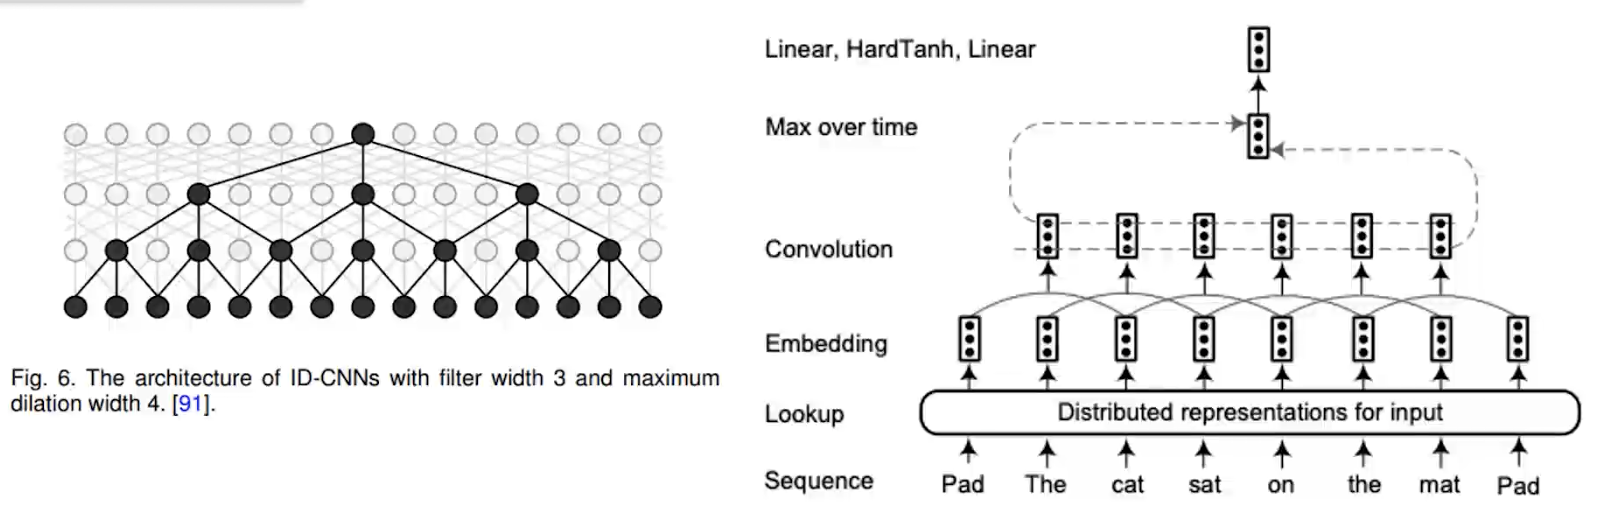 Fig. 6. The architecture of ID-CNNs with filter width 3 and maximum
dilation width 4. [91].
Linear, HardTanh, Linear
Max over time
Convolution
Embedding
Lookup
Distributed representations for input
Sequence
Pad The cat sat on the mat Pad